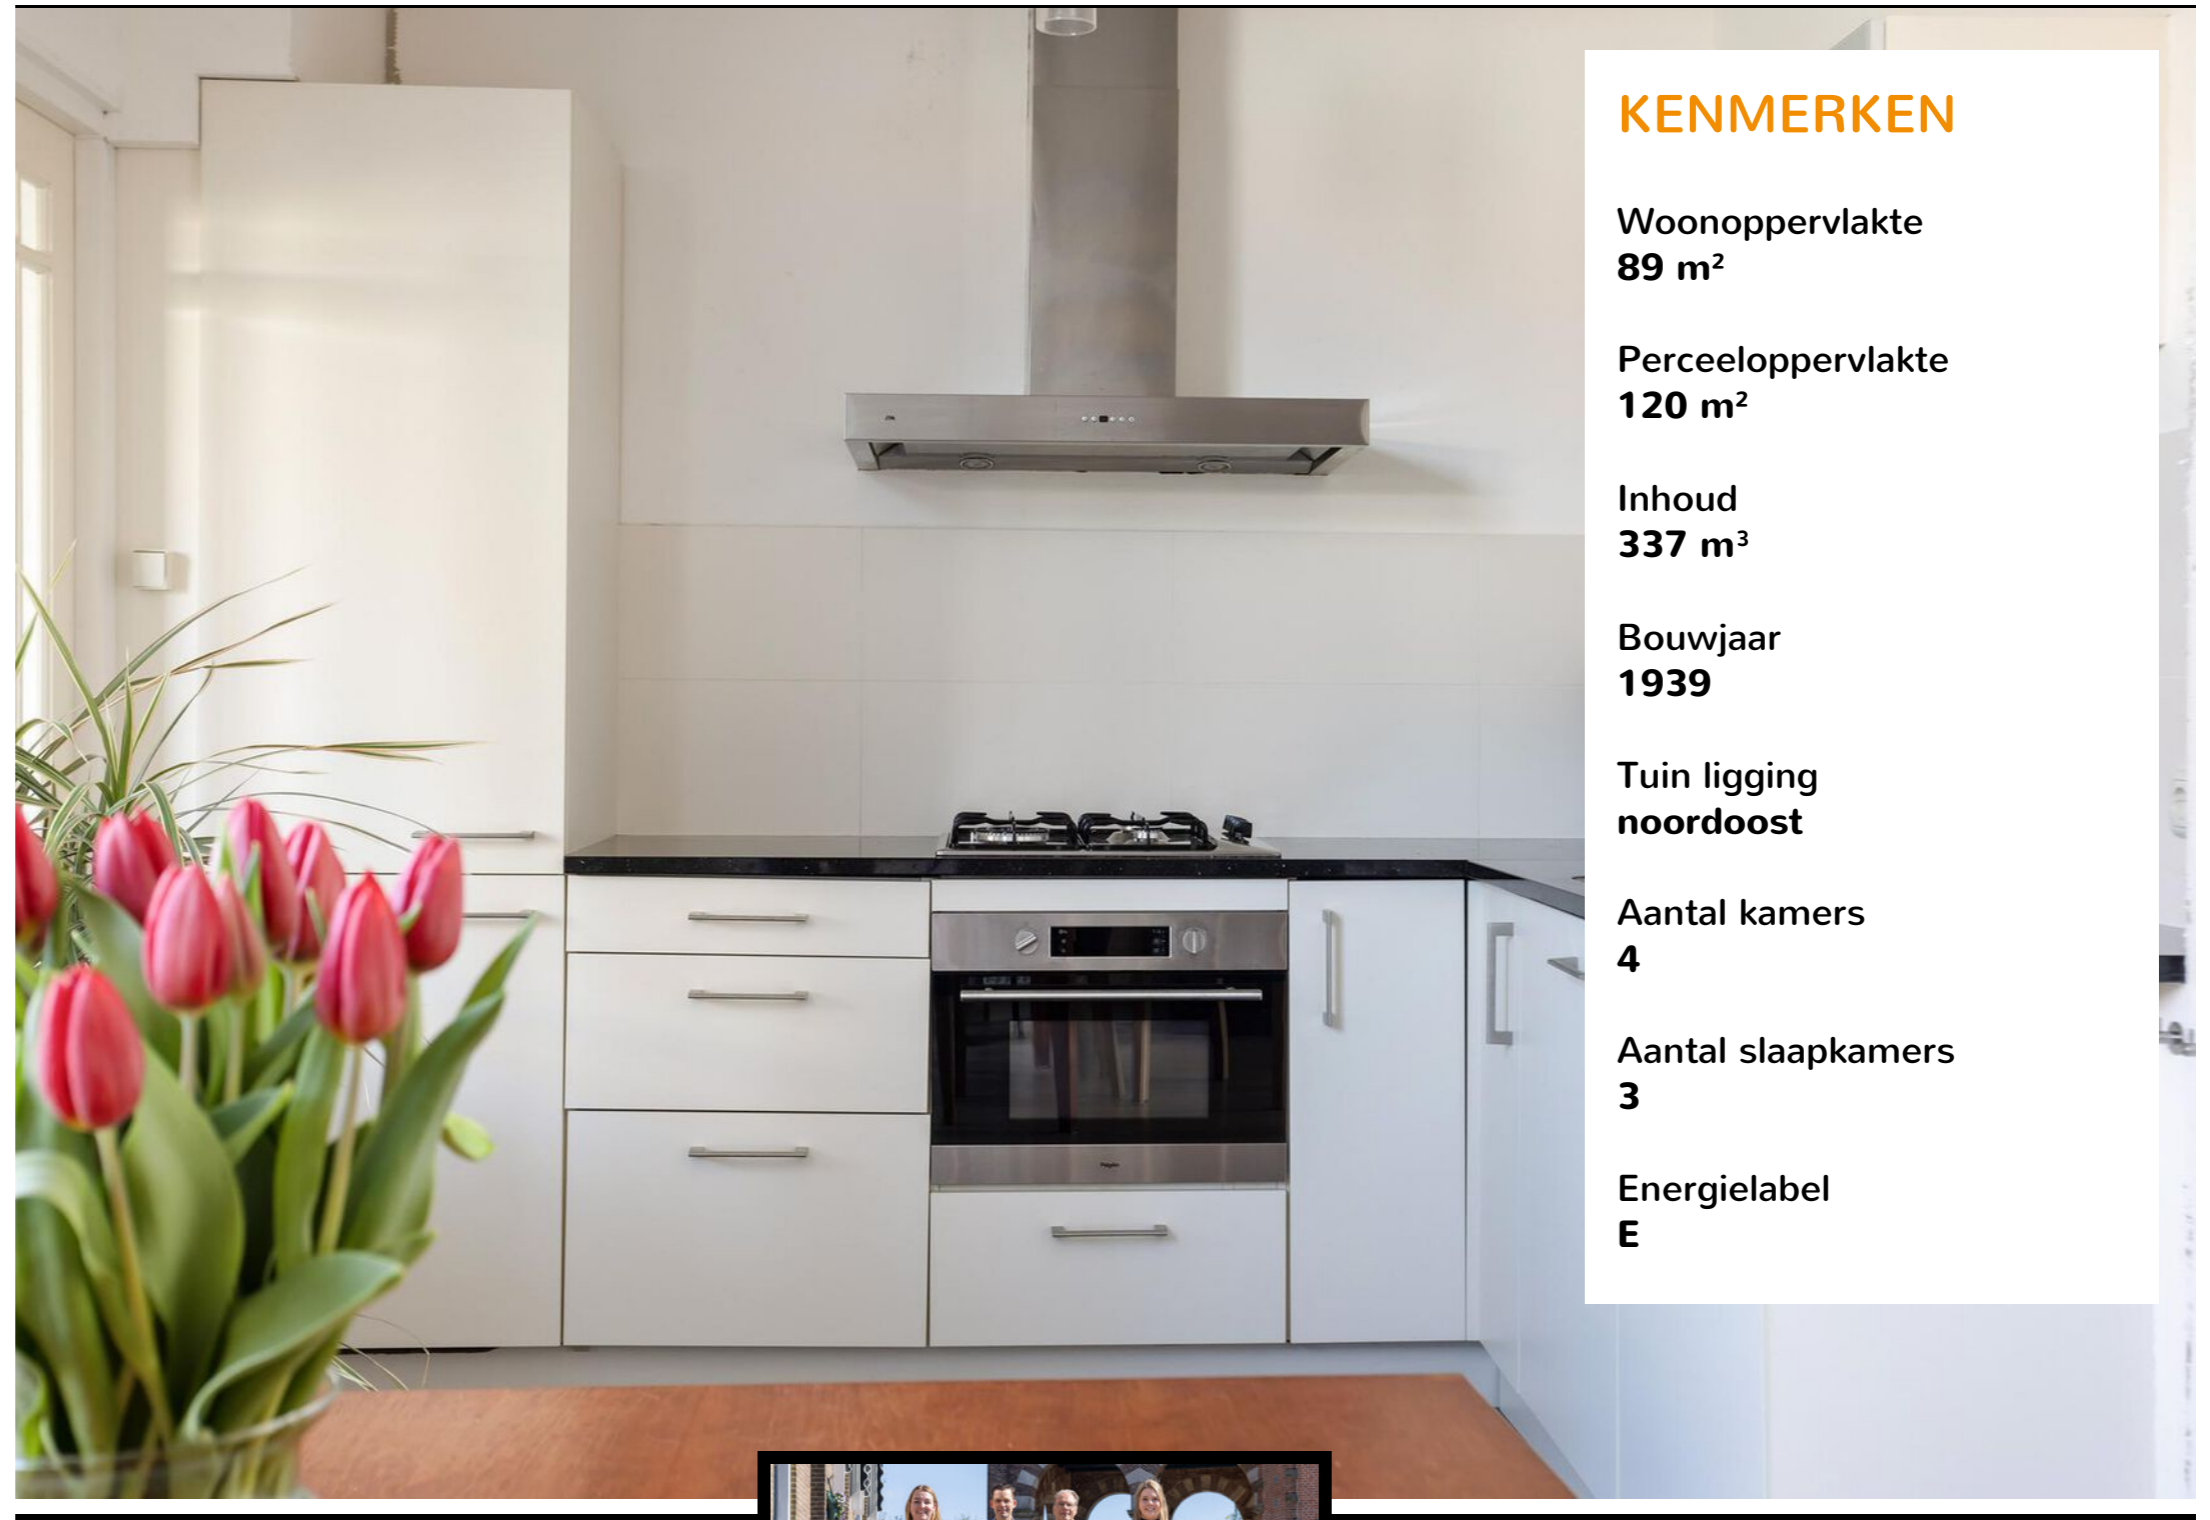 KENMERKEN
Woonoppervlakte
89 m²
Perceeloppervlakte
120 m²
Inhoud
337 m³
Bouwjaar
1939
Tuin ligging
noordoost
Aantal kamers
4
Aantal slaapkamers
3
Energielabel
E